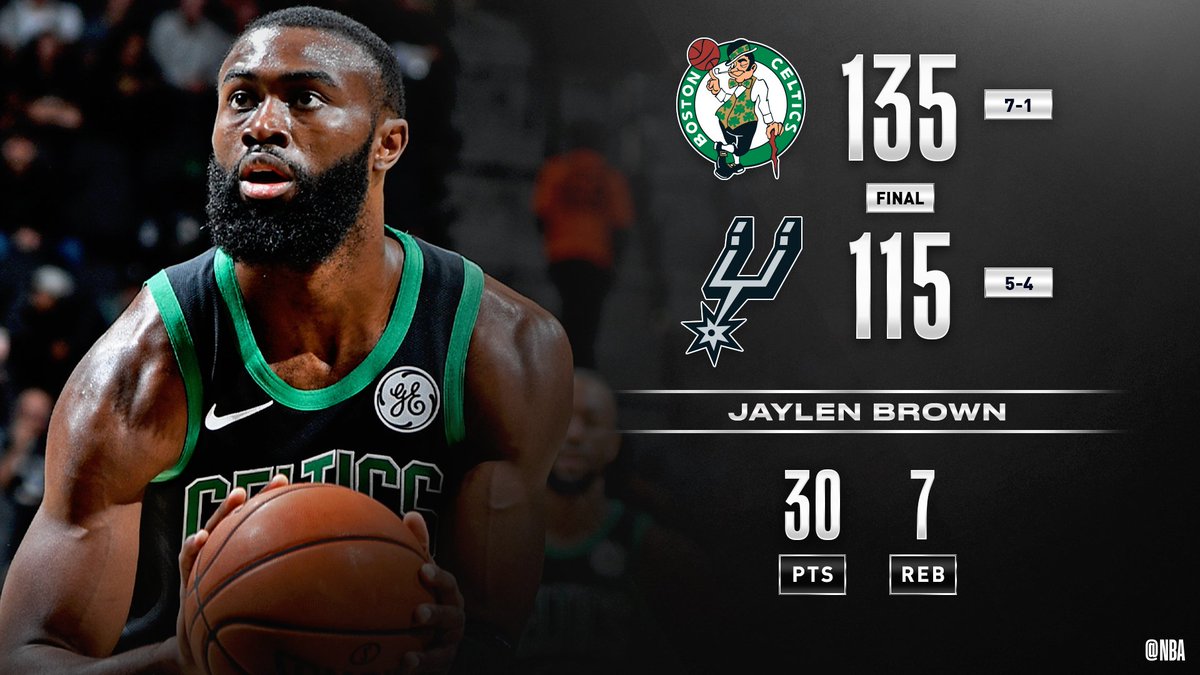 BOSTON CELTICS
135
7-1
FINAL
115
5-4
JAYLEN BROWN
30
7
PTS
REB
GE
CELTICS
@NBA